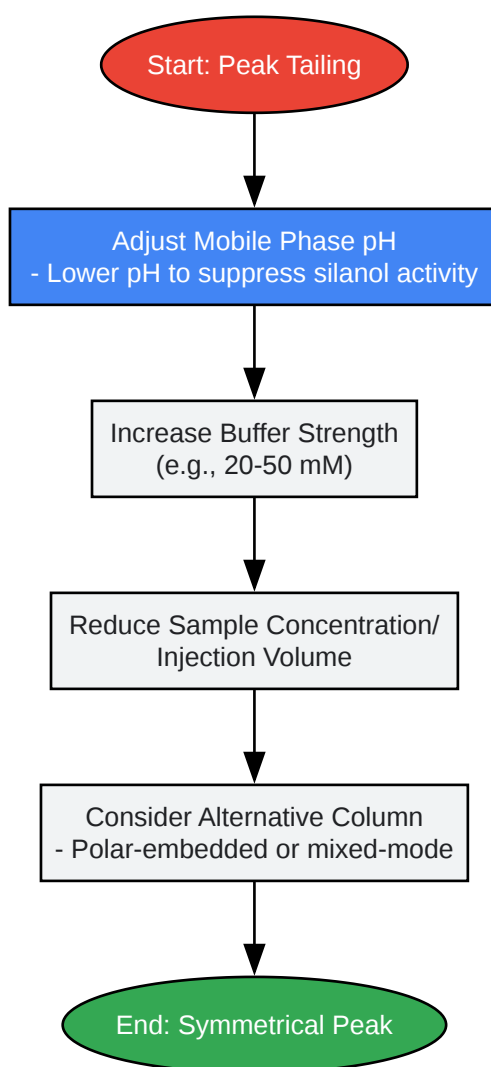 Start: Peak Tailing
Adjust Mobile Phase pH
- Lower pH to suppress silanol activity
Increase Buffer Strength
(e.g., 20-50 mM)
Reduce Sample Concentration/
Injection Volume
Consider Alternative Column
- Polar-embedded or mixed-mode
End: Symmetrical Peak